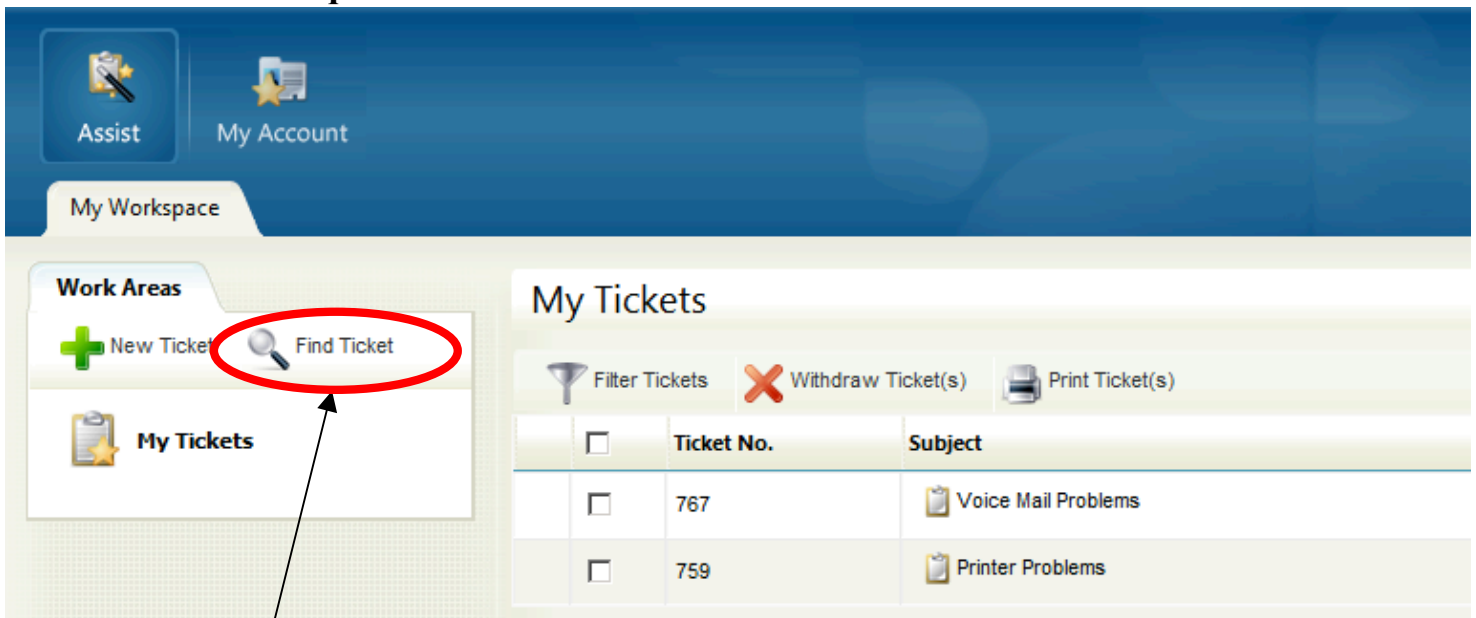 Assist
My Account
My Workspace
Work Areas
New Ticket
Find Ticket
My Tickets
My Tickets
Filter Tickets
Withdraw Ticket(s)
Print Ticket(s)
Ticket No.
Subject
767
Voice Mail Problems
759
Printer Problems